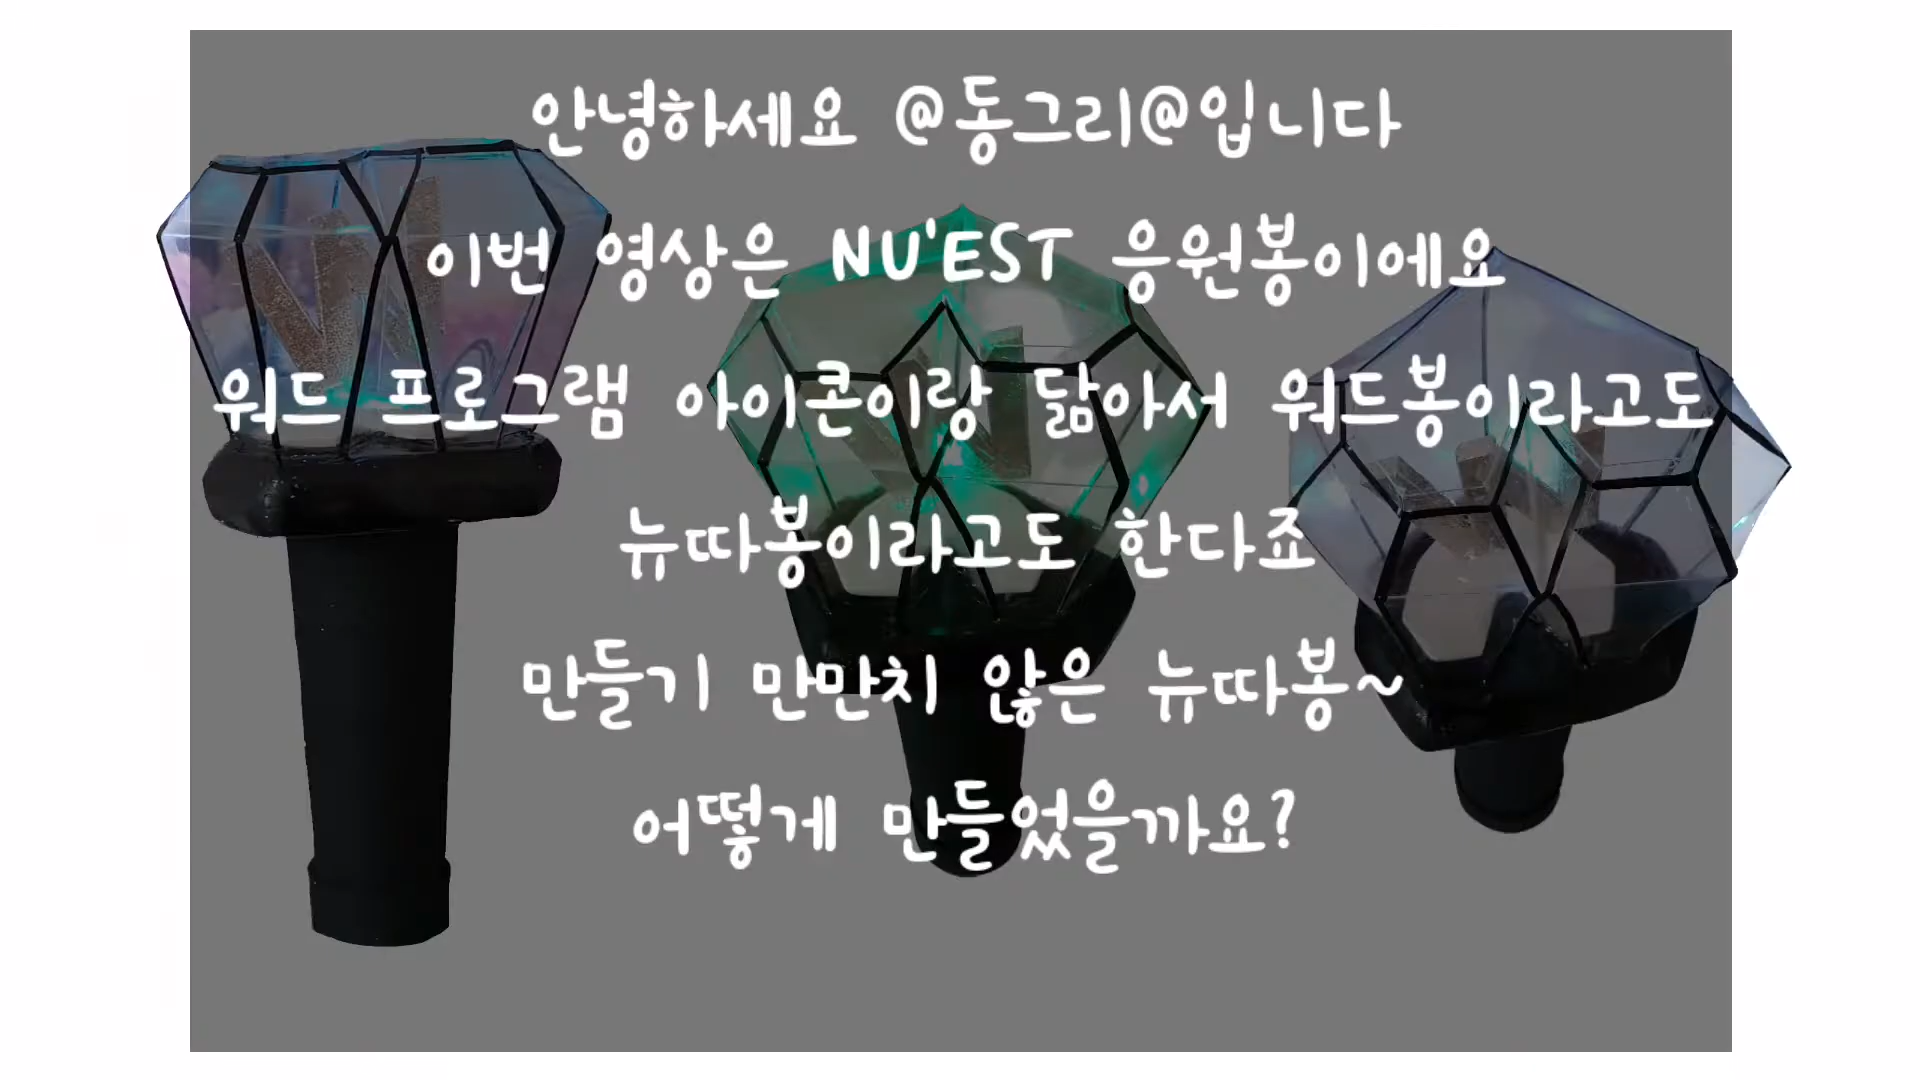 안녕하세요 @동그리@입니다
이번 영상은 NU'EST 응원봉이에요
워드 프로그램 아이콘이랑 닮아서 워드봉이라고도
뉴따봉이라고도 한다죠
만들기 만만치 않은 뉴따봉~
어떻게 만들었을까요?